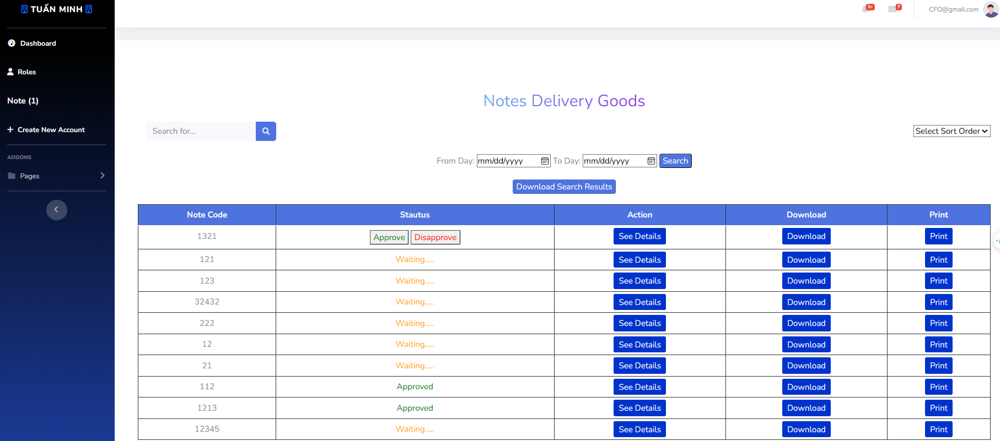 TUẤN MINH
3+
7
CFO@gmail.com
Dashboard
Roles
Note (1)
Create New Account
ADDONS
Pages
Notes Delivery Goods
Search for...
Select Sort Order
From Day: mm/dd/yyyy To Day: mm/dd/yyyy Search
Download Search Results
Note Code Stautus Action Download Print
1321 Approve Disapprove See Details Download Print
121 Waiting..... See Details Download Print
123 Waiting..... See Details Download Print
32432 Waiting..... See Details Download Print
222 Waiting..... See Details Download Print
12 Waiting..... See Details Download Print
21 Waiting..... See Details Download Print
112 Approved See Details Download Print
1213 Approved See Details Download Print
12345 Waiting..... See Details Download Print